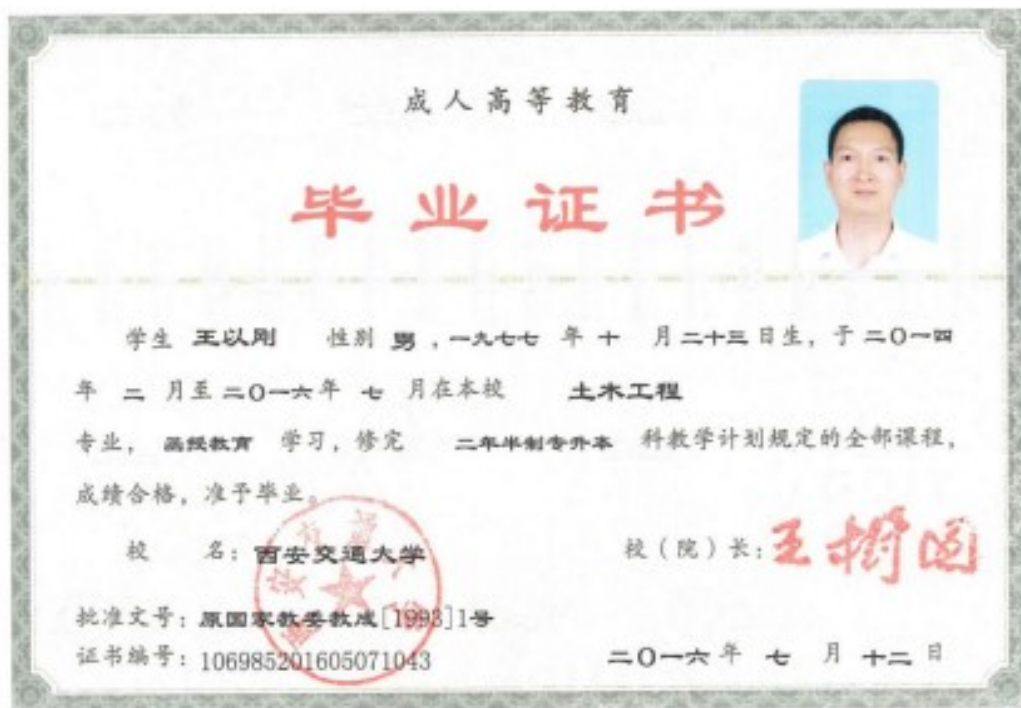 成人高等教育
毕业证书
学生 王以刚 性别 男，一九七七 年 十 月 二十三 日生，于 二〇一四
年 二 月至 二〇一六 年 七 月在本校 土木工程
专业， 函授教育 学习，修完 二年半制专升本 科教学计划规定的全部课程，
成绩合格，准予毕业。
校 名：西安交通大学 校（院）长：王树国
批准文号：原国家教委教成[1993]1号
证书编号：106985201605071043 二〇一六 年 七 月 十二 日